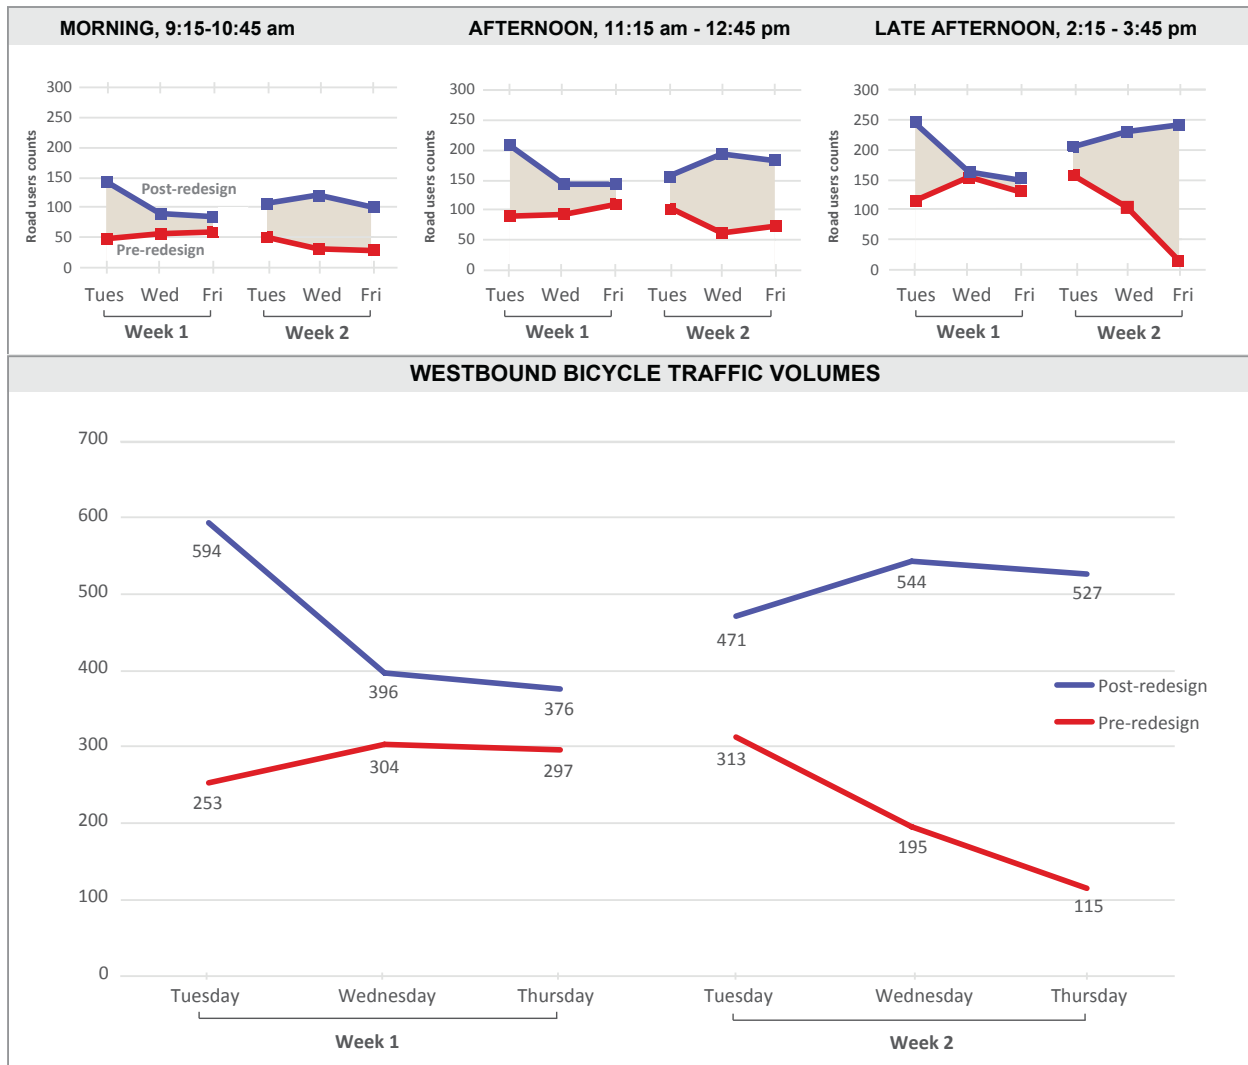 MORNING, 9:15-10:45 am
AFTERNOON, 11:15 am - 12:45 pm
LATE AFTERNOON, 2:15 - 3:45 pm
Road users counts
300
250
200
150
100
50
0
Post-redesign
Pre-redesign
Tues Wed Fri Tues Wed Fri
Week 1 Week 2
Road users counts
300
250
200
150
100
50
0
Tues Wed Fri Tues Wed Fri
Week 1 Week 2
Road users counts
300
250
200
150
100
50
0
Tues Wed Fri Tues Wed Fri
Week 1 Week 2
WESTBOUND BICYCLE TRAFFIC VOLUMES
700
600
500
400
300
200
100
0
594
396
376
471
544
527
253
304
297
313
195
115
Post-redesign
Pre-redesign
Tuesday Wednesday Thursday Tuesday Wednesday Thursday
Week 1 Week 2